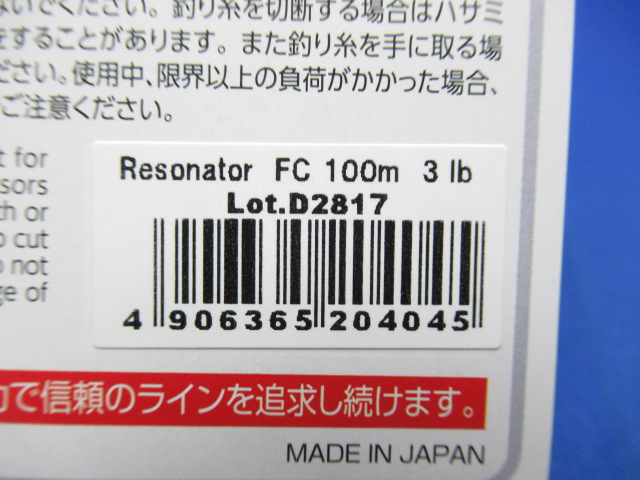 ないでください。釣り糸を切断する場合はハサミ
をすることがあります。また釣り糸を手に取る場
ださい。使用中、限界以上の負荷がかかった場合、
ご注意ください。
t for
sors
th or
cut
not
ge of
Resonator FC 100m 3 lb
Lot.D2817
4 906365 204045
で信頼のラインを追求し続けます。
MADE IN JAPAN